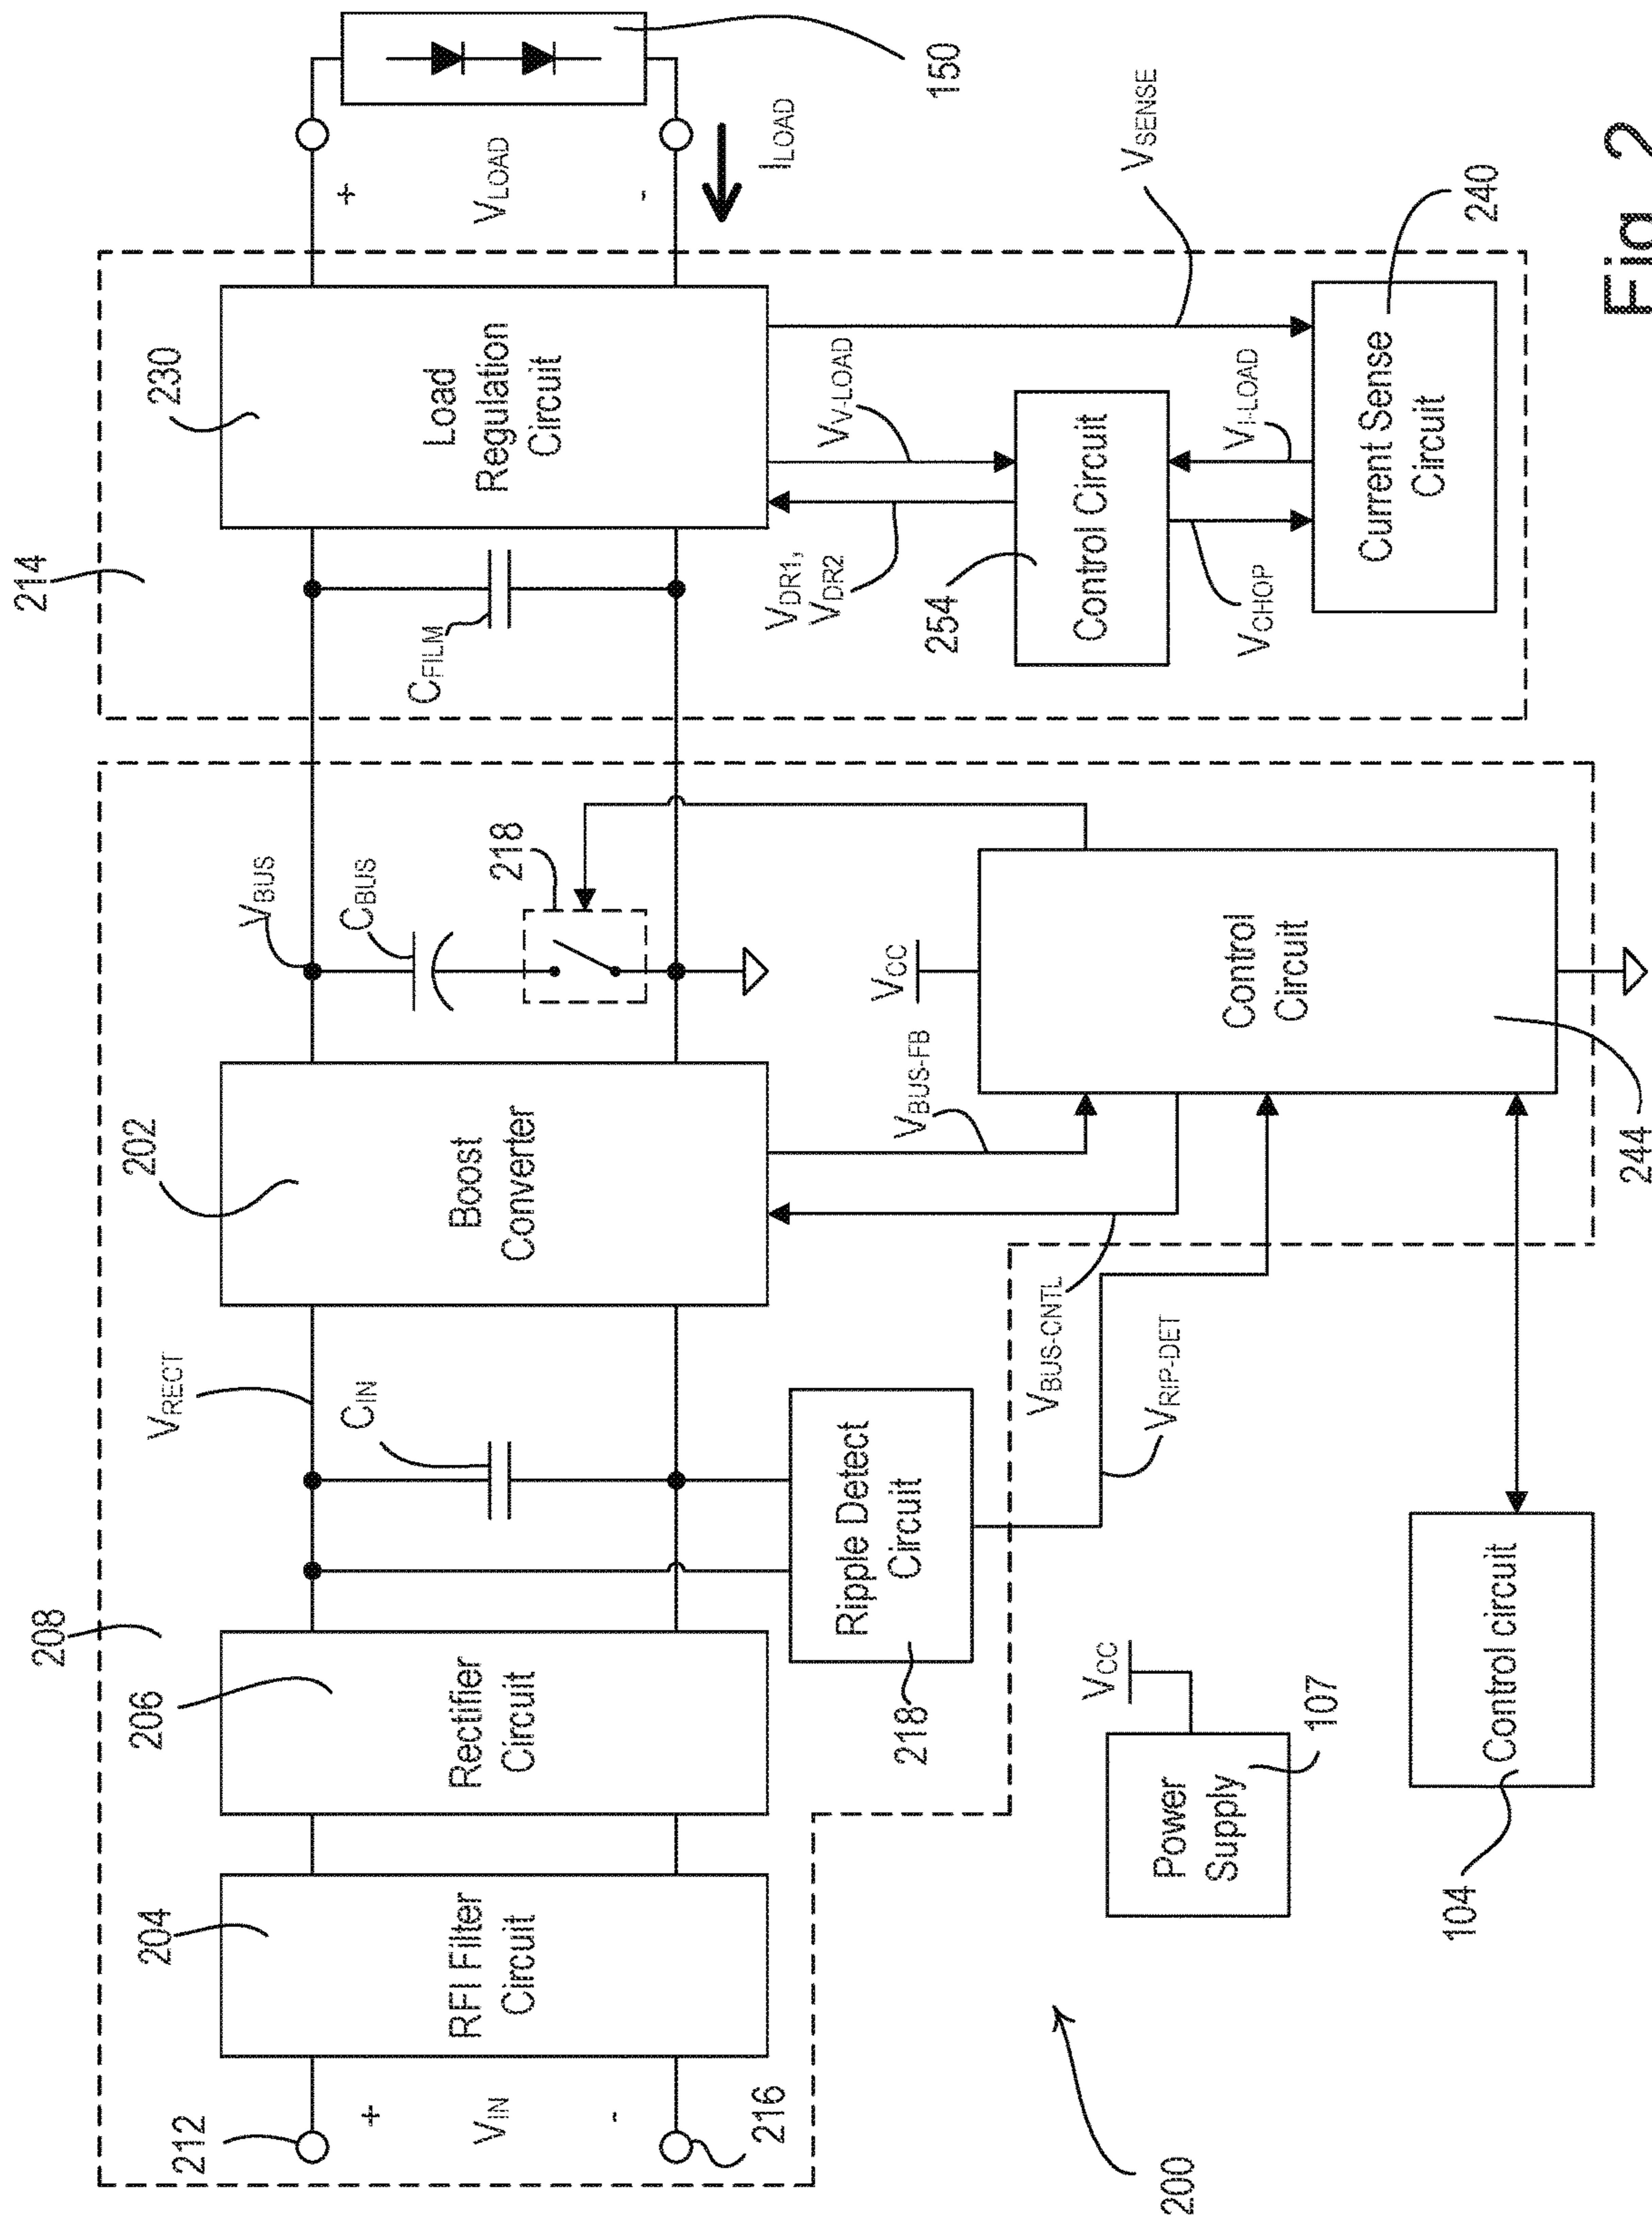 214
230
Load
Regulation
Circuit
+
VLOAD
-
ILOAD
150
CFILM
VDR1,
VDR2
VV-LOAD
VSENSE
254
Control Circuit
VCHOP
VI-LOAD
Current Sense
Circuit
240
208
212
+
VIN
-
216
204
RFI Filter
Circuit
206
Rectifier
Circuit
VRECT
CIN
202
Boost
Converter
VBUS
CBUS
218
Ripple Detect
Circuit
218
VBUS-FB
VBUS-CNTL
VRIP-DET
VCC
Control
Circuit
244
VCC
Power
Supply
107
Control circuit
104
200
Fig. 2